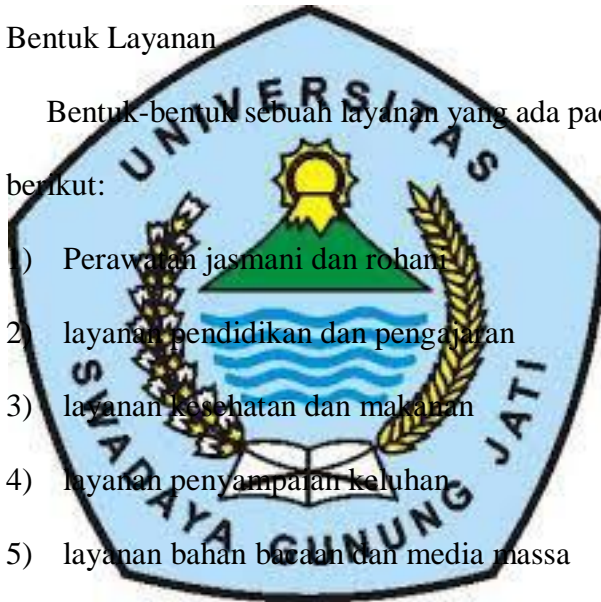 Bentuk Layanan
Bentuk-bentuk sebuah layanan yang ada pad
berikut:
1) Perawatan jasmani dan rohani
2) layanan pendidikan dan pengajaran
3) layanan kesehatan dan makanan
4) layanan penyampaian keluhan
5) layanan bahan bacaan dan media massa
UNIVERSITAS
SWADAYA GUNUNG JATI